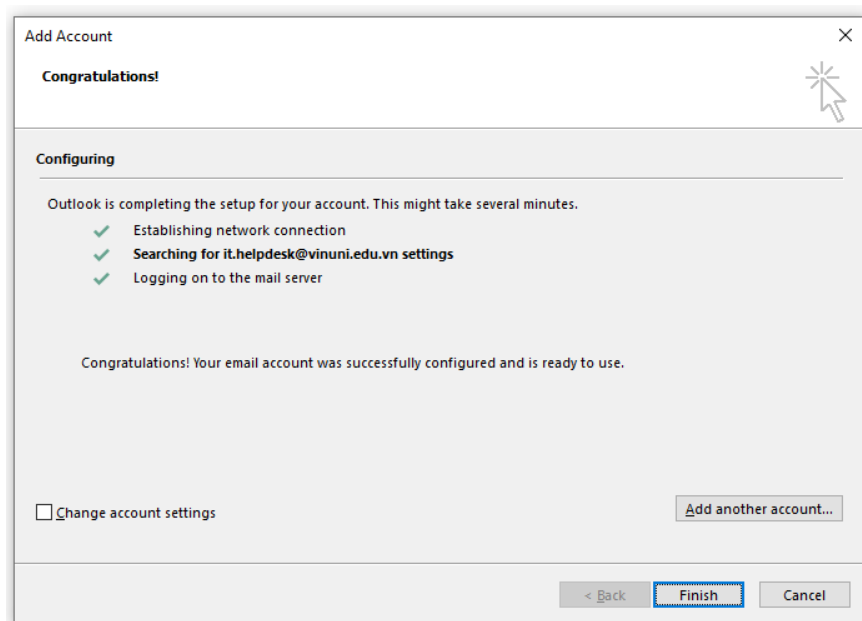 Add Account
Congratulations!
Configuring
Outlook is completing the setup for your account. This might take several minutes.
Establishing network connection
Searching for it.helpdesk@vinuni.edu.vn settings
Logging on to the mail server
Congratulations! Your email account was successfully configured and is ready to use.
Change account settings
Add another account...
< Back
Finish
Cancel